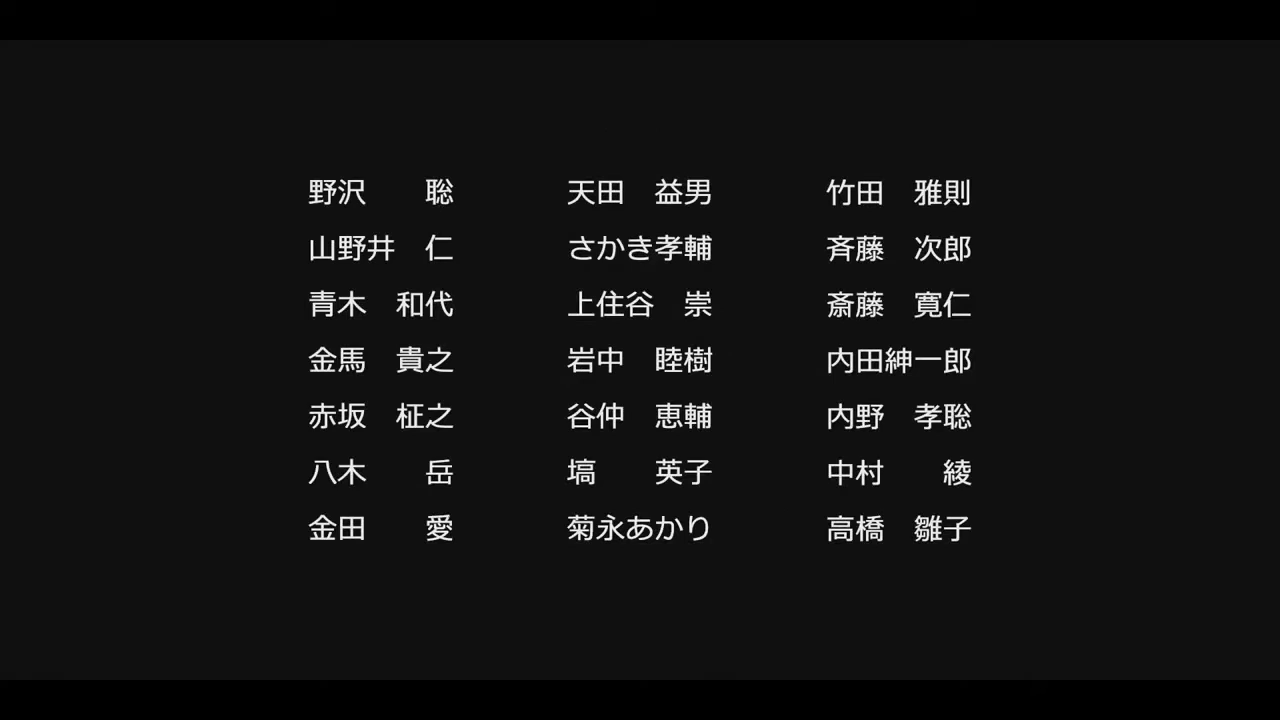 野沢　　聡　天田　益男　竹田　雅則
山野井　仁　さかき孝輔　斉藤　次郎
青木　和代　上住谷　崇　斎藤　寛仁
金馬　貴之　岩中　睦樹　内田紳一郎
赤坂　柾之　谷仲　恵輔　内野　孝聡
八木　　岳　塙　　英子　中村　　綾
金田　　愛　菊永あかり　高橋　雛子